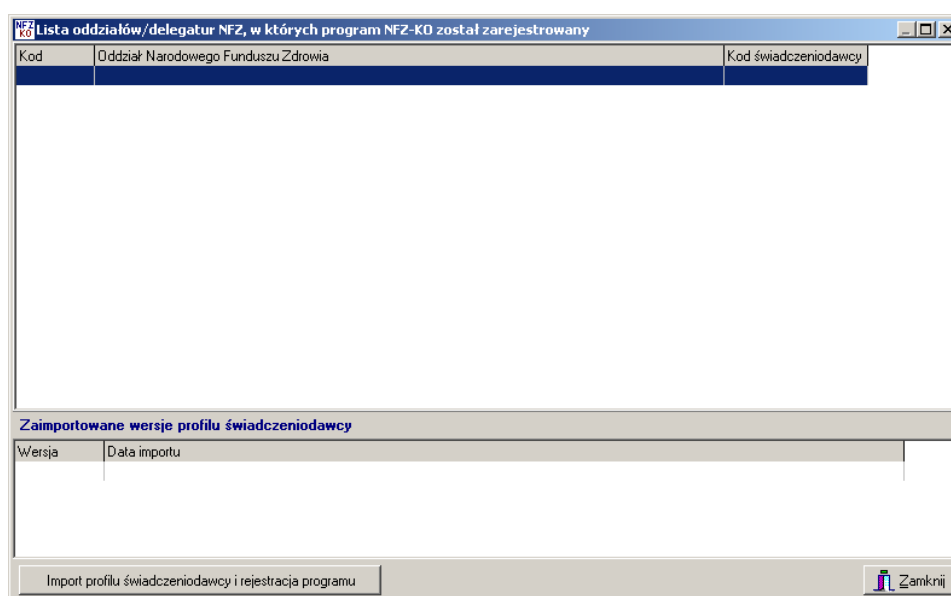 NFZ KO Lista oddziałów/delegatur NFZ, w których program NFZ-KO został zarejestrowany
Kod Oddział Narodowego Funduszu Zdrowia Kod świadczeniodawcy
Zaimportowane wersje profilu świadczeniodawcy
Wersja Data importu
Import profilu świadczeniodawcy i rejestracja programu Zamknij